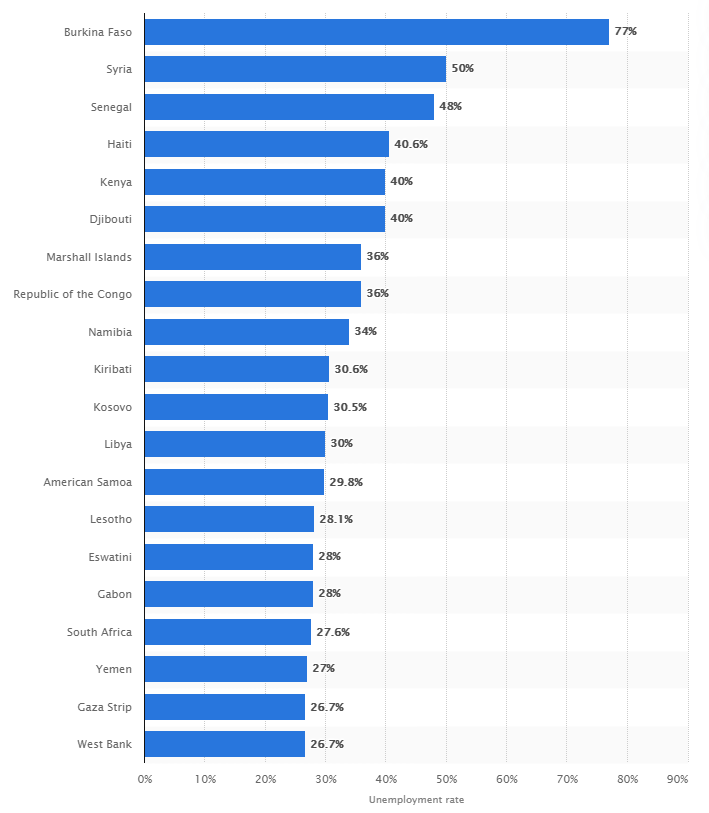 Burkina Faso 77%
Syria 50%
Senegal 48%
Haiti 40.6%
Kenya 40%
Djibouti 40%
Marshall Islands 36%
Republic of the Congo 36%
Namibia 34%
Kiribati 30.6%
Kosovo 30.5%
Libya 30%
American Samoa 29.8%
Lesotho 28.1%
Eswatini 28%
Gabon 28%
South Africa 27.6%
Yemen 27%
Gaza Strip 26.7%
West Bank 26.7%
0% 10% 20% 30% 40% 50% 60% 70% 80% 90%
Unemployment rate